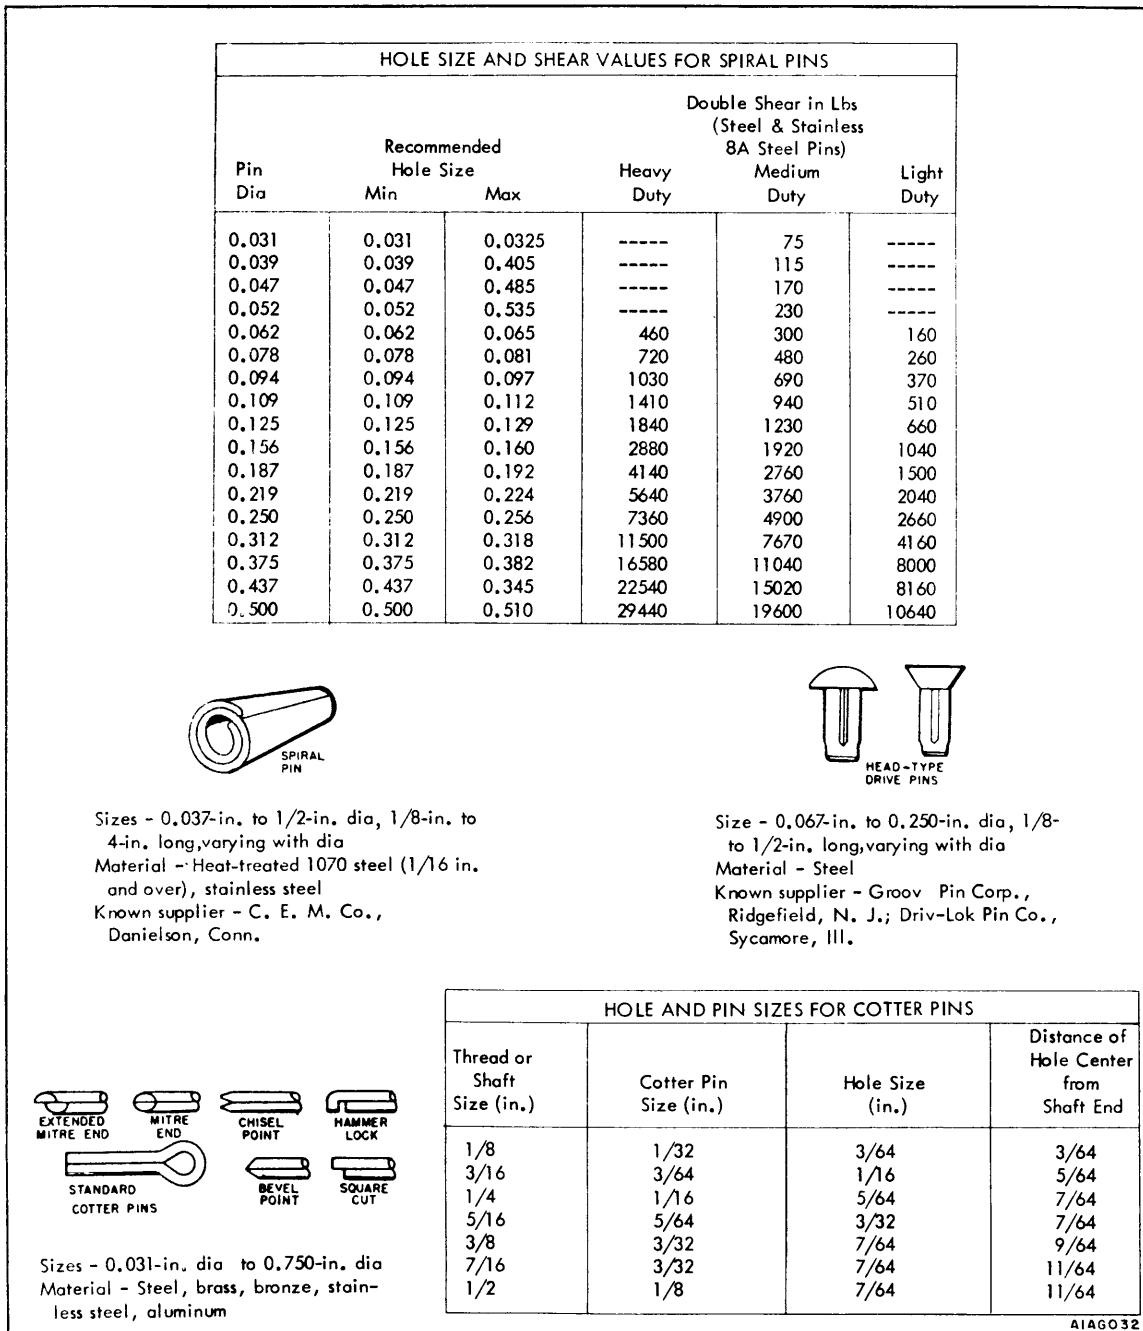 HOLE SIZE AND SHEAR VALUES FOR SPIRAL PINS
Double Shear in Lbs
(Steel & Stainless
8A Steel Pins)
Recommended
Pin Hole Size Heavy Medium Light
Dia Min Max Duty Duty Duty
0.031 0.031 0.0325 ----- 75 -----
0.039 0.039 0.405 ----- 115 -----
0.047 0.047 0.485 ----- 170 -----
0.052 0.052 0.535 ----- 230 -----
0.062 0.062 0.065 460 300 160
0.078 0.078 0.081 720 480 260
0.094 0.094 0.097 1030 690 370
0.109 0.109 0.112 1410 940 510
0.125 0.125 0.129 1840 1230 660
0.156 0.156 0.160 2880 1920 1040
0.187 0.187 0.192 4140 2760 1500
0.219 0.219 0.224 5640 3760 2040
0.250 0.250 0.256 7360 4900 2660
0.312 0.312 0.318 11500 7670 4160
0.375 0.375 0.382 16580 11040 8000
0.437 0.437 0.345 22540 15020 8160
0.500 0.500 0.510 29440 19600 10640
SPIRAL
PIN
Sizes - 0.037-in. to 1/2-in. dia, 1/8-in. to
4-in. long,varying with dia
Material - Heat-treated 1070 steel (1/16 in.
and over), stainless steel
Known supplier - C. E. M. Co.,
Danielson, Conn.
HEAD-TYPE
DRIVE PINS
Size - 0.067-in. to 0.250-in. dia, 1/8-
to 1/2-in. long,varying with dia
Material - Steel
Known supplier - Groov Pin Corp.,
Ridgefield, N. J.; Driv-Lok Pin Co.,
Sycamore, Ill.
EXTENDED
MITRE END
MITRE
END
CHISEL
POINT
HAMMER
LOCK
STANDARD
COTTER PINS
BEVEL
POINT
SQUARE
CUT
Sizes - 0.031-in. dia to 0.750-in. dia
Material - Steel, brass, bronze, stain-
less steel, aluminum
HOLE AND PIN SIZES FOR COTTER PINS
Distance of
Thread or Hole Center
Shaft Cotter Pin Hole Size from
Size (in.) Size (in.) (in.) Shaft End
1/8 1/32 3/64 3/64
3/16 3/64 1/16 5/64
1/4 1/16 5/64 7/64
5/16 5/64 3/32 7/64
3/8 3/32 7/64 9/64
7/16 3/32 7/64 11/64
1/2 1/8 7/64 11/64
A1AG032